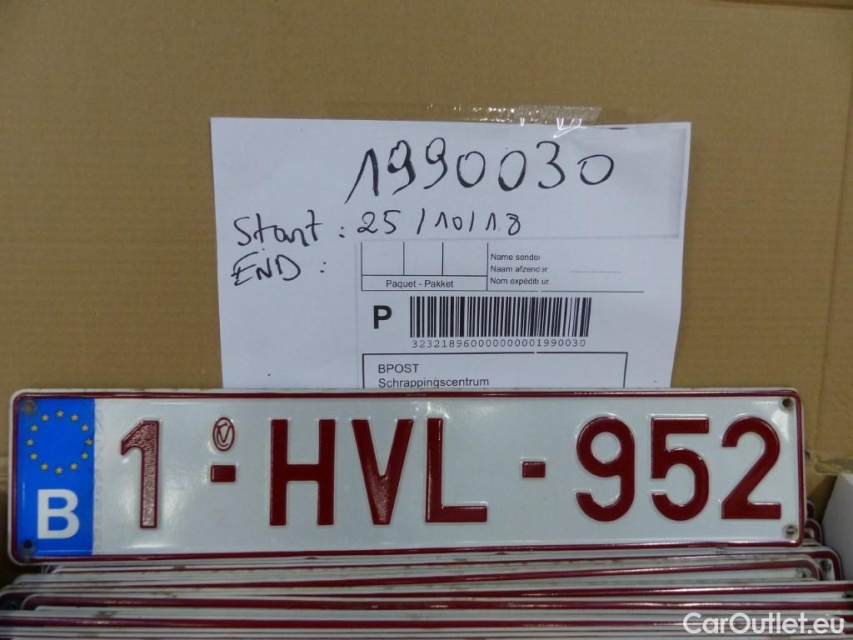 1990030
Start : 25/10/18
END :
Name sender
Naam afzender
Nom expéditeur
Paquet - Pakket
P
323218960000000001990030
BPOST
Schrappingscentrum
B 1-HVL-952
CarOutlet.eu